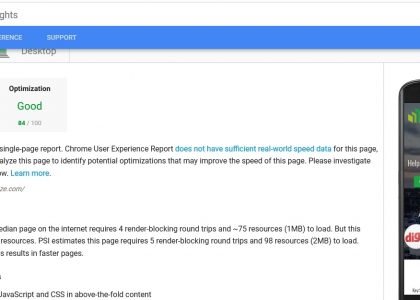 ghts
ERENCE SUPPORT
Desktop
Optimization
Good
84 / 100
single-page report. Chrome User Experience Report does not have sufficient real-world speed data for this page,
alyze this page to identify potential optimizations that may improve the speed of this page. Please investigate
ow. Learn more.
ze.com/
edian page on the internet requires 4 render-blocking round trips and ~75 resources (1MB) to load. But this
resources. PSI estimates this page requires 5 render-blocking round trips and 98 resources (2MB) to load.
s results in faster pages.
s
JavaScript and CSS in above-the-fold content
Help
digi